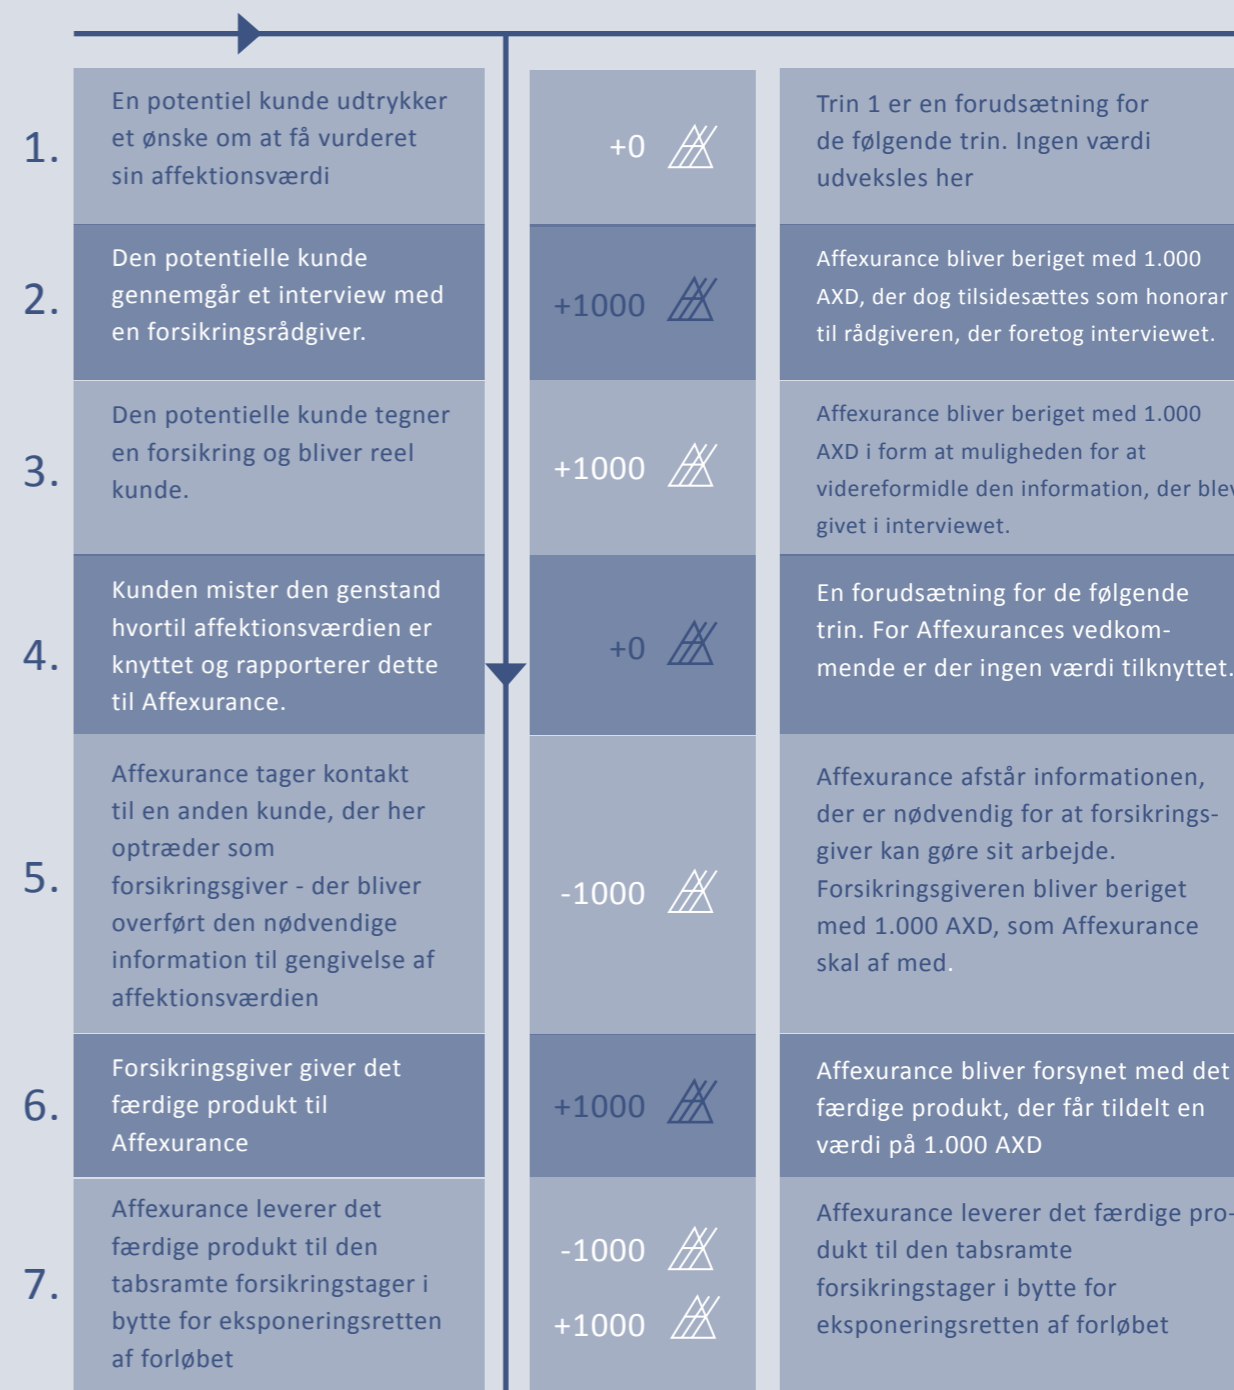 1.
En potentiel kunde udtrykker
et ønske om at få vurderet
sin affektionsværdi
+0
Trin 1 er en forudsætning for
de følgende trin. Ingen værdi
udveksles her
2.
Den potentielle kunde
gennemgår et interview med
en forsikringsrådgiver.
+1000
Affexurance bliver beriget med 1.000
AXD, der dog tilsidesættes som honorar
til rådgiveren, der foretog interviewet.
3.
Den potentielle kunde tegner
en forsikring og bliver reel
kunde.
+1000
Affexurance bliver beriget med 1.000
AXD i form at muligheden for at
videreformidle den information, der blev
givet i interviewet.
4.
Kunden mister den genstand
hvortil affektionsværdien er
knyttet og rapporterer dette
til Affexurance.
+0
En forudsætning for de følgende
trin. For Affexurances vedkom-
mende er der ingen værdi tilknyttet.
5.
Affexurance tager kontakt
til en anden kunde, der her
optræder som
forsikringsgiver - der bliver
overført den nødvendige
information til gengivelse af
affektionsværdien
-1000
Affexurance afstår informationen,
der er nødvendig for at forsikrings-
giver kan gøre sit arbejde.
Forsikringsgiveren bliver beriget
med 1.000 AXD, som Affexurance
skal af med.
6.
Forsikringsgiver giver det
færdige produkt til
Affexurance
+1000
Affexurance bliver forsynet med det
færdige produkt, der får tildelt en
værdi på 1.000 AXD
7.
Affexurance leverer det
færdige produkt til den
tabsramte forsikringstager i
bytte for eksponeringsretten
af forløbet
-1000
+1000
Affexurance leverer det færdige pro-
dukt til den tabsramte
forsikringstager i bytte for
eksponeringsretten af forløbet